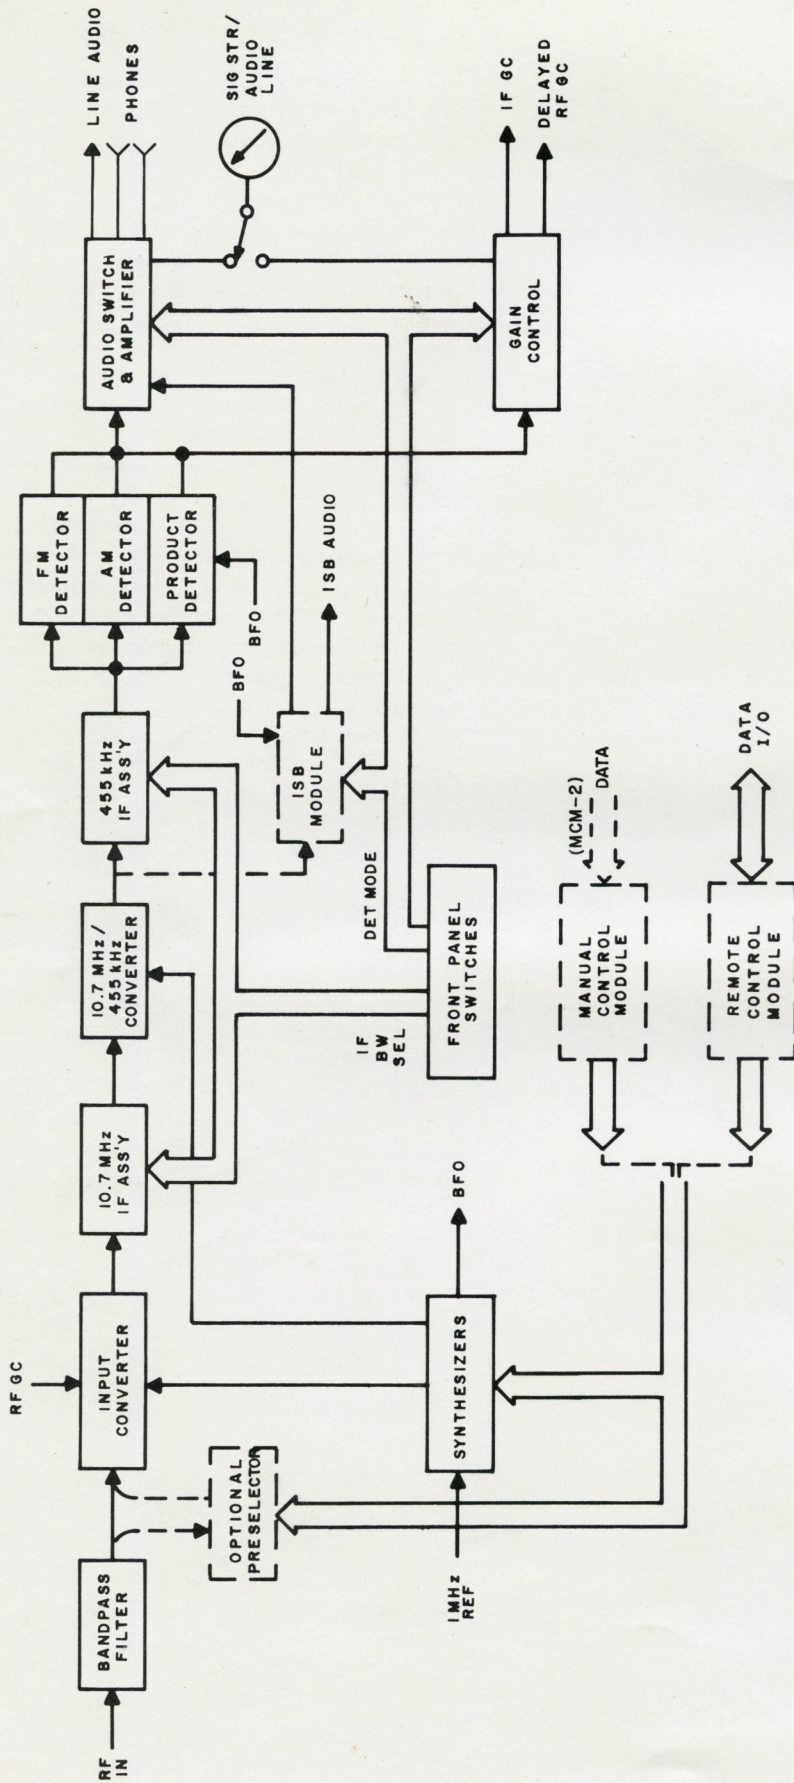 RF
IN
BANDPASS
FILTER
OPTIONAL
PRESELECTOR
RF GC
INPUT
CONVERTER
10.7 MHz
IF ASS'Y
10.7 MHz/
455 kHz
CONVERTER
455 kHz
IF ASS'Y
FM
DETECTOR
AM
DETECTOR
PRODUCT
DETECTOR
BFO
BFO
AUDIO SWITCH
& AMPLIFIER
LINE AUDIO
PHONES
SIG STR/
AUDIO
LINE
ISB
MODULE
ISB AUDIO
IF GC
DELAYED
RF GC
GAIN
CONTROL
DET MODE
IF
BW
SEL
FRONT PANEL
SWITCHES
1 MHz
REF
SYNTHESIZERS
BFO
MANUAL
CONTROL
MODULE
(MCM-2)
DATA
REMOTE
CONTROL
MODULE
DATA
I/O